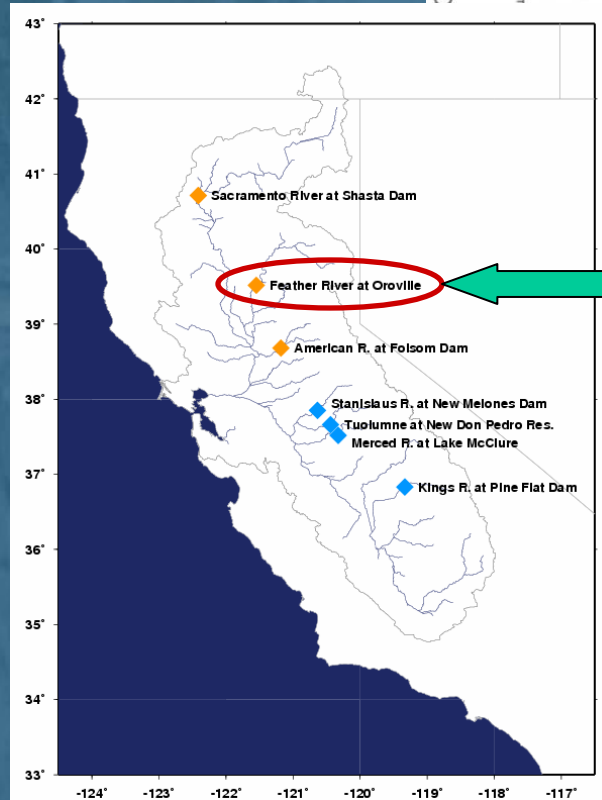 43°
42°
41°
Sacramento River at Shasta Dam
40°
Feather River at Oroville
39°
American R. at Folsom Dam
38°
Stanislaus R. at New Melones Dam
Tuolumne at New Don Pedro Res.
Merced R. at Lake McClure
37°
Kings R. at Pine Flat Dam
36°
35°
34°
33°
-124° -123° -122° -121° -120° -119° -118° -117°